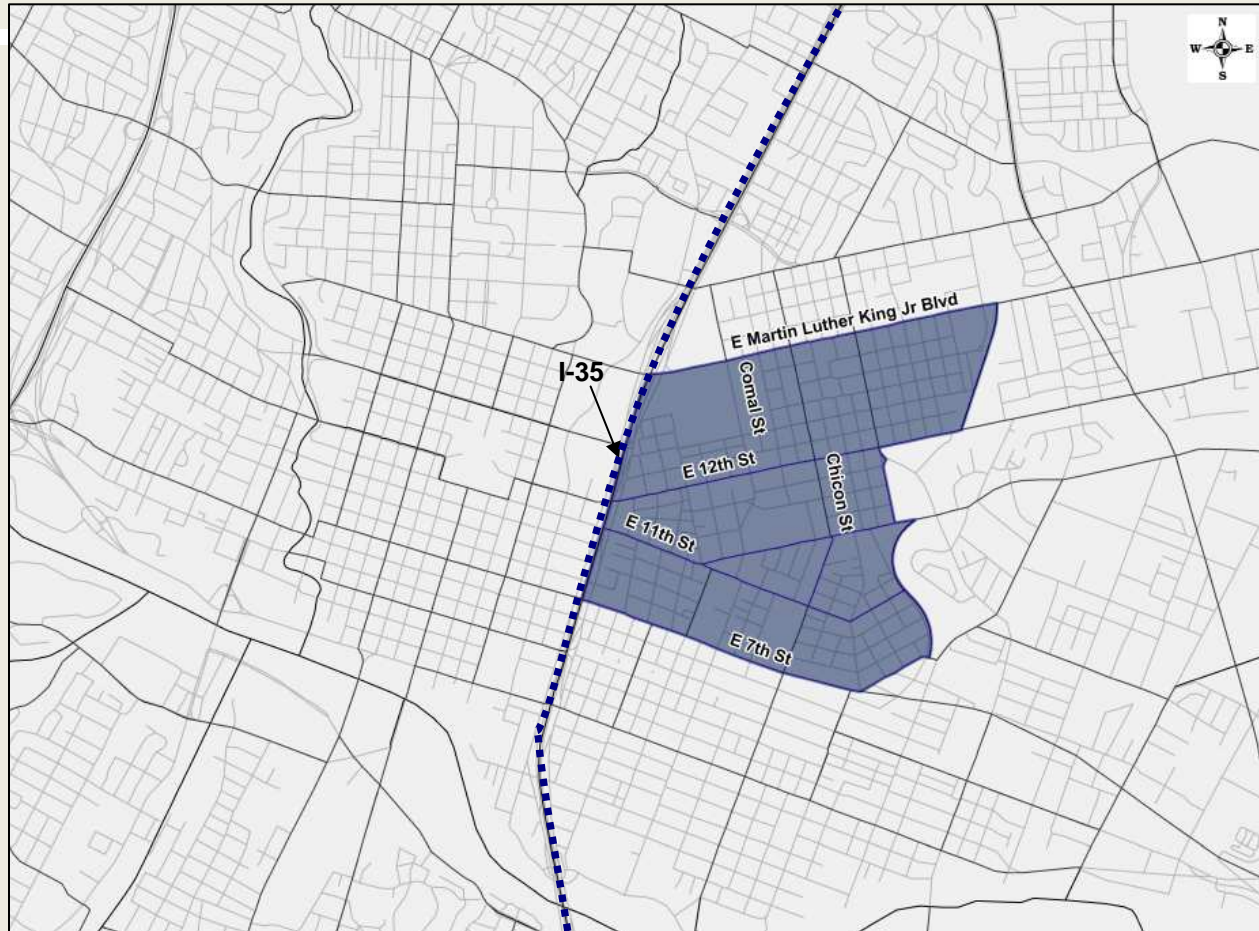 N
W E
S
E Martin Luther King Jr Blvd
I-35
Comal St
E 12th St
Chicon St
E 11th St
E 7th St